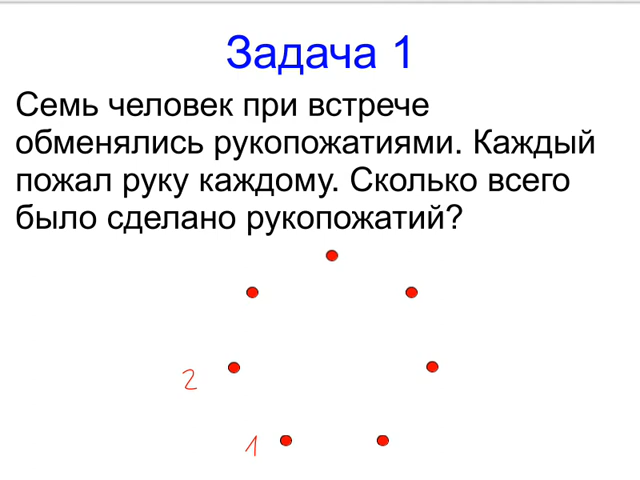 Задача 1
Семь человек при встрече
обменялись рукопожатиями. Каждый
пожал руку каждому. Сколько всего
было сделано рукопожатий?
2
1